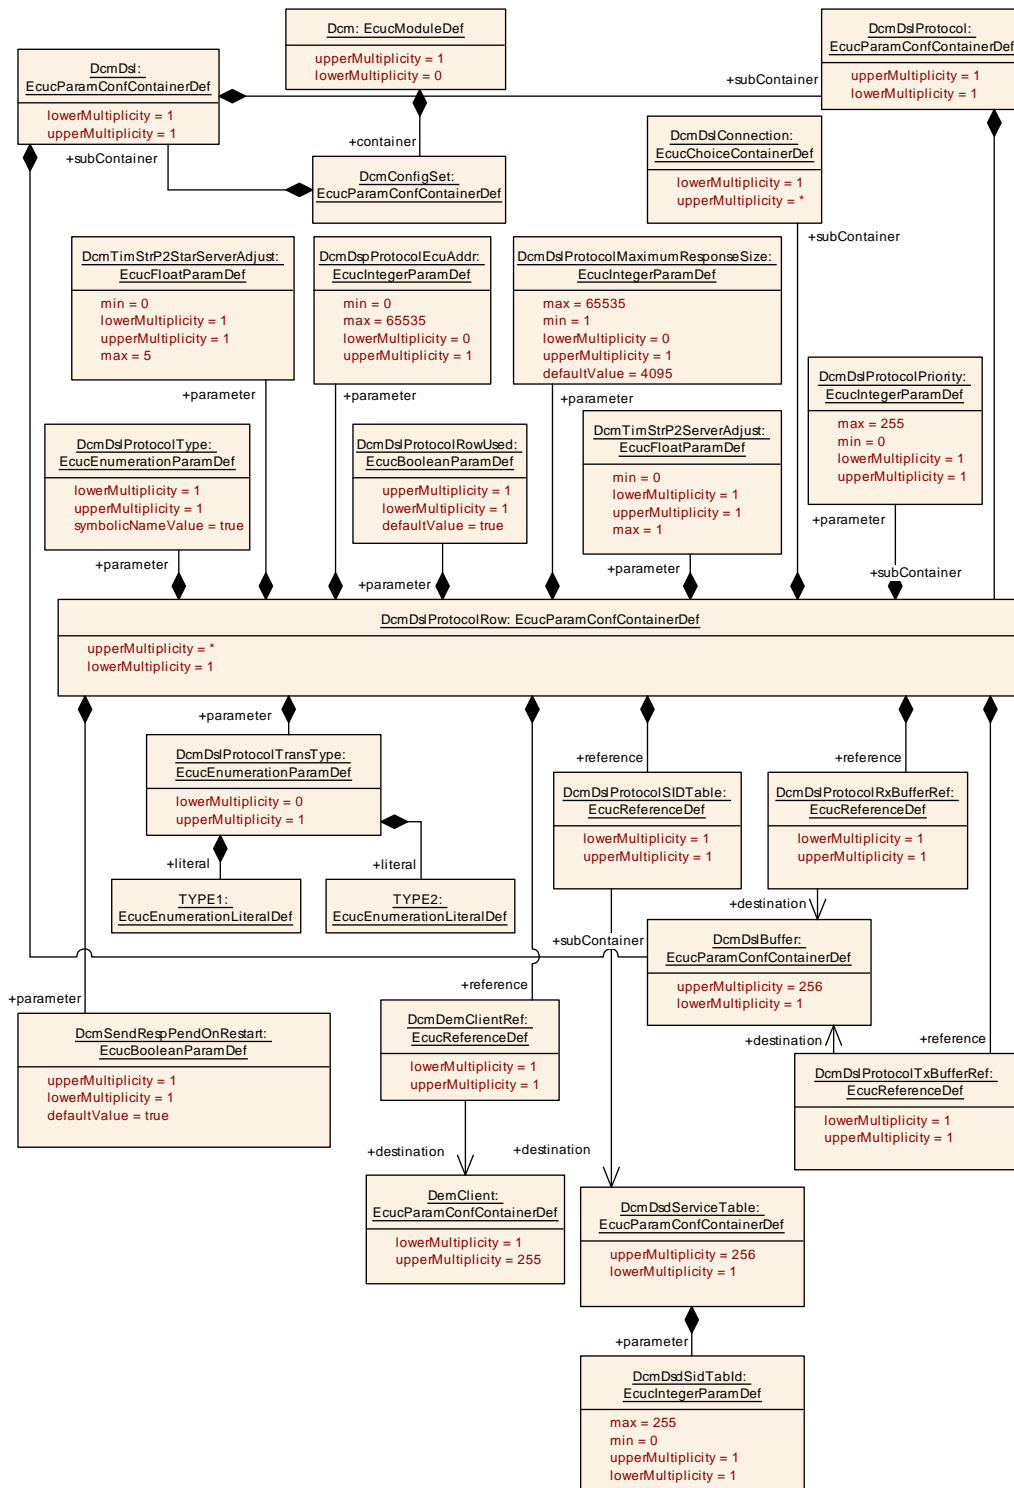 Dcm: EcucModuleDef
upperMultiplicity = 1
lowerMultiplicity = 0
DcmDslProtocol:
EcucParamConfContainerDef
upperMultiplicity = 1
lowerMultiplicity = 1
DcmDsl:
EcucParamConfContainerDef
lowerMultiplicity = 1
upperMultiplicity = 1
+subContainer
+subContainer
+container
DcmConfigSet:
EcucParamConfContainerDef
DcmDslConnection:
EcucChoiceContainerDef
lowerMultiplicity = 1
upperMultiplicity = *
+subContainer
DcmTimStrP2StarServerAdjust:
EcucFloatParamDef
min = 0
lowerMultiplicity = 1
upperMultiplicity = 1
max = 5
+parameter
DcmDspProtocolEcuAddr:
EcucIntegerParamDef
min = 0
max = 65535
lowerMultiplicity = 0
upperMultiplicity = 1
+parameter
DcmDslProtocolMaximumResponseSize:
EcucIntegerParamDef
max = 65535
min = 1
lowerMultiplicity = 0
upperMultiplicity = 1
defaultValue = 4095
+parameter
DcmDslProtocolPriority:
EcucIntegerParamDef
max = 255
min = 0
lowerMultiplicity = 1
upperMultiplicity = 1
+parameter
DcmDslProtocolType:
EcucEnumerationParamDef
lowerMultiplicity = 1
upperMultiplicity = 1
symbolicNameValue = true
+parameter
DcmDslProtocolRowUsed:
EcucBooleanParamDef
upperMultiplicity = 1
lowerMultiplicity = 1
defaultValue = true
+parameter
DcmTimStrP2ServerAdjust:
EcucFloatParamDef
min = 0
lowerMultiplicity = 1
upperMultiplicity = 1
max = 1
+parameter
+subContainer
DcmDslProtocolRow: EcucParamConfContainerDef
upperMultiplicity = *
lowerMultiplicity = 1
+parameter
DcmDslProtocolTransType:
EcucEnumerationParamDef
lowerMultiplicity = 0
upperMultiplicity = 1
+literal
+literal
TYPE1:
EcucEnumerationLiteralDef
TYPE2:
EcucEnumerationLiteralDef
+reference
DcmDslProtocolSIDTable:
EcucReferenceDef
lowerMultiplicity = 1
upperMultiplicity = 1
+reference
DcmDslProtocolRxBufferRef:
EcucReferenceDef
lowerMultiplicity = 1
upperMultiplicity = 1
+destination
+subContainer
DcmDslBuffer:
EcucParamConfContainerDef
upperMultiplicity = 256
lowerMultiplicity = 1
+parameter
DcmSendRespPendOnRestart:
EcucBooleanParamDef
upperMultiplicity = 1
lowerMultiplicity = 1
defaultValue = true
+reference
DcmDemClientRef:
EcucReferenceDef
lowerMultiplicity = 1
upperMultiplicity = 1
+destination
+reference
DcmDslProtocolTxBufferRef:
EcucReferenceDef
lowerMultiplicity = 1
upperMultiplicity = 1
+destination
+destination
DemClient:
EcucParamConfContainerDef
lowerMultiplicity = 1
upperMultiplicity = 255
DcmDsdServiceTable:
EcucParamConfContainerDef
upperMultiplicity = 256
lowerMultiplicity = 1
+parameter
DcmDsdSidTabId:
EcucIntegerParamDef
max = 255
min = 0
upperMultiplicity = 1
lowerMultiplicity = 1